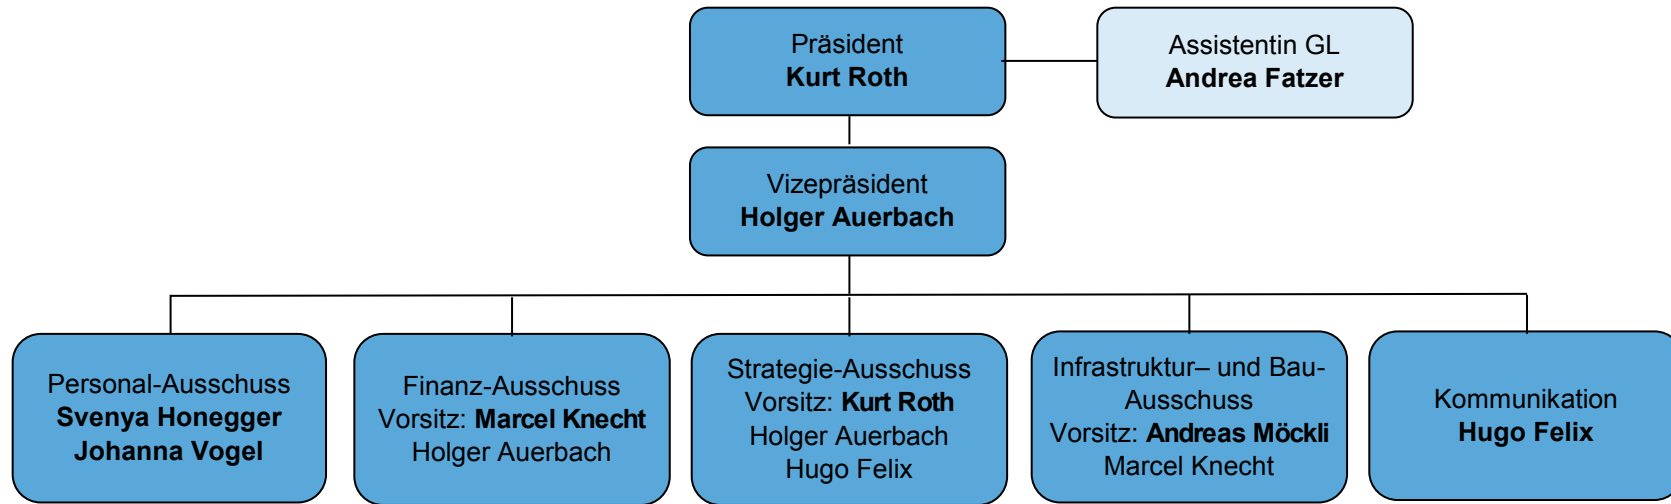 Präsident
Kurt Roth
Assistentin GL
Andrea Fatzer
Vizepräsident
Holger Auerbach
Personal-Ausschuss
Svenya Honegger
Johanna Vogel
Finanz-Ausschuss
Vorsitz: Marcel Knecht
Holger Auerbach
Strategie-Ausschuss
Vorsitz: Kurt Roth
Holger Auerbach
Hugo Felix
Infrastruktur– und Bau-
Ausschuss
Vorsitz: Andreas Möckli
Marcel Knecht
Kommunikation
Hugo Felix